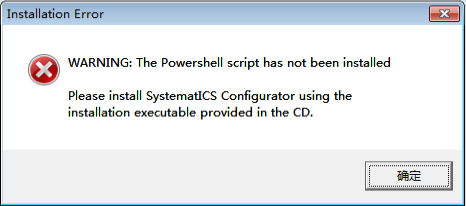 Installation Error
WARNING: The Powershell script has not been installed
Please install SystematICS Configurator using the
installation executable provided in the CD.
确定